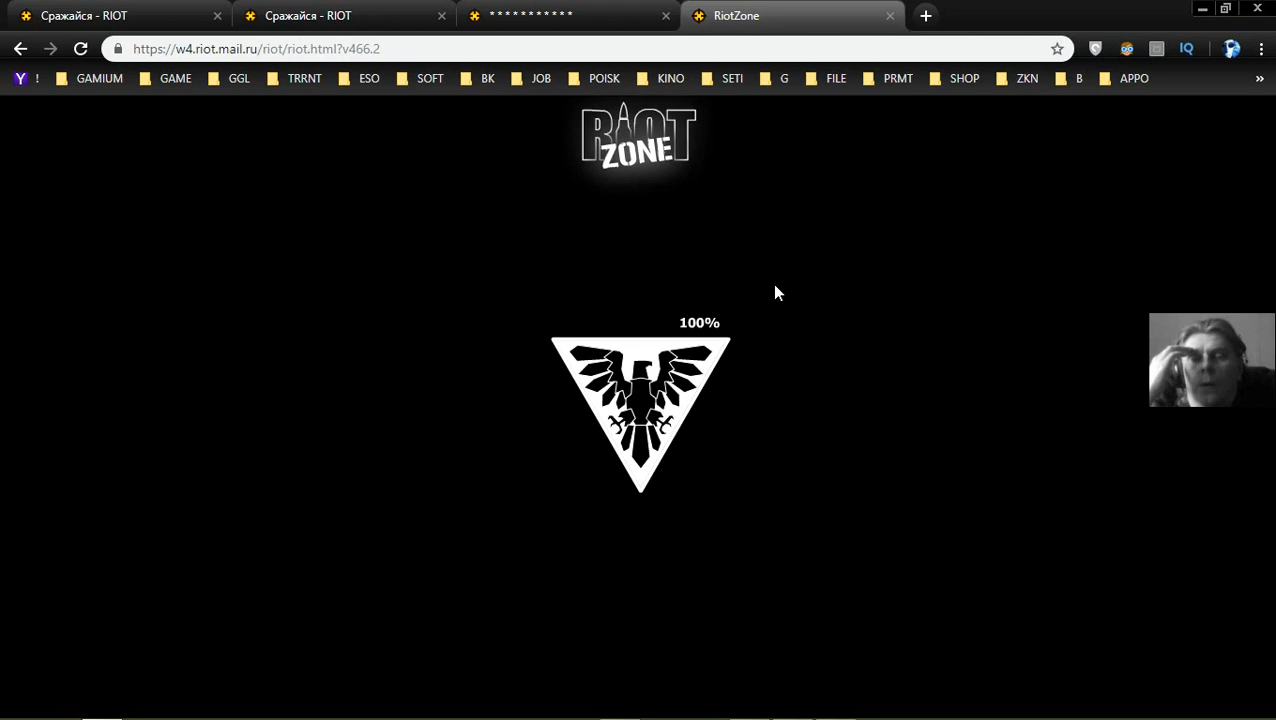 Сражайся - RIOT
Сражайся - RIOT
* * * * * * * * * * *
RiotZone
https://w4.riot.mail.ru/riot/riot.html?v466.2
IQ
Y ! GAMIUM GAME GGL TRRNT ESO SOFT BK JOB POISK KINO SETI G FILE PRMT SHOP ZKN B APPO »
RIOT
ZONE
100%